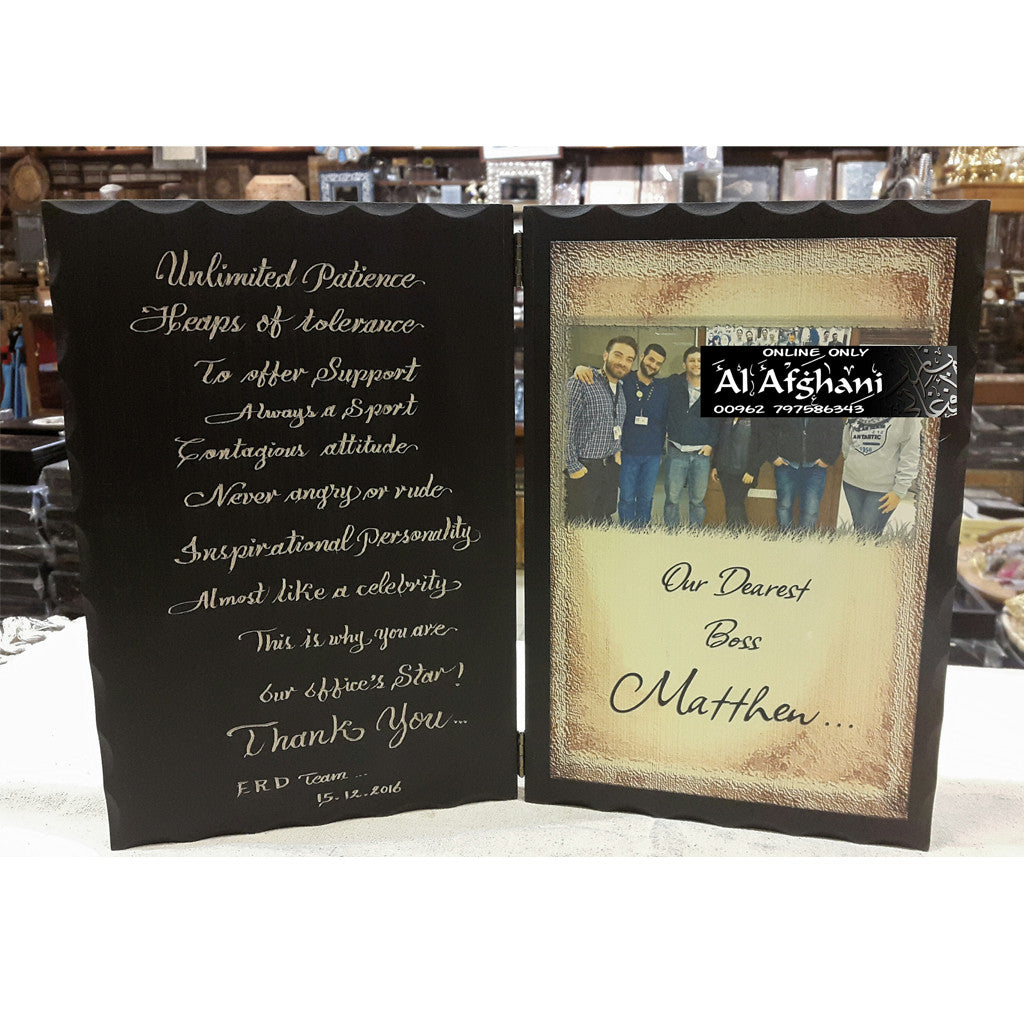 Unlimited Patience
Heaps of tolerance
To offer Support
Always a Sport
Contagious attitude
Never angry or rude
Inspirational Personality
Almost like a celebrity
This is why you are
our office's Star!
Thank You...
ERD Team ...
15.12.2016
ONLINE ONLY
Al Afghani
00962 797586343
ANTARCTIC
1956
Our Dearest
Boss
Matthew...